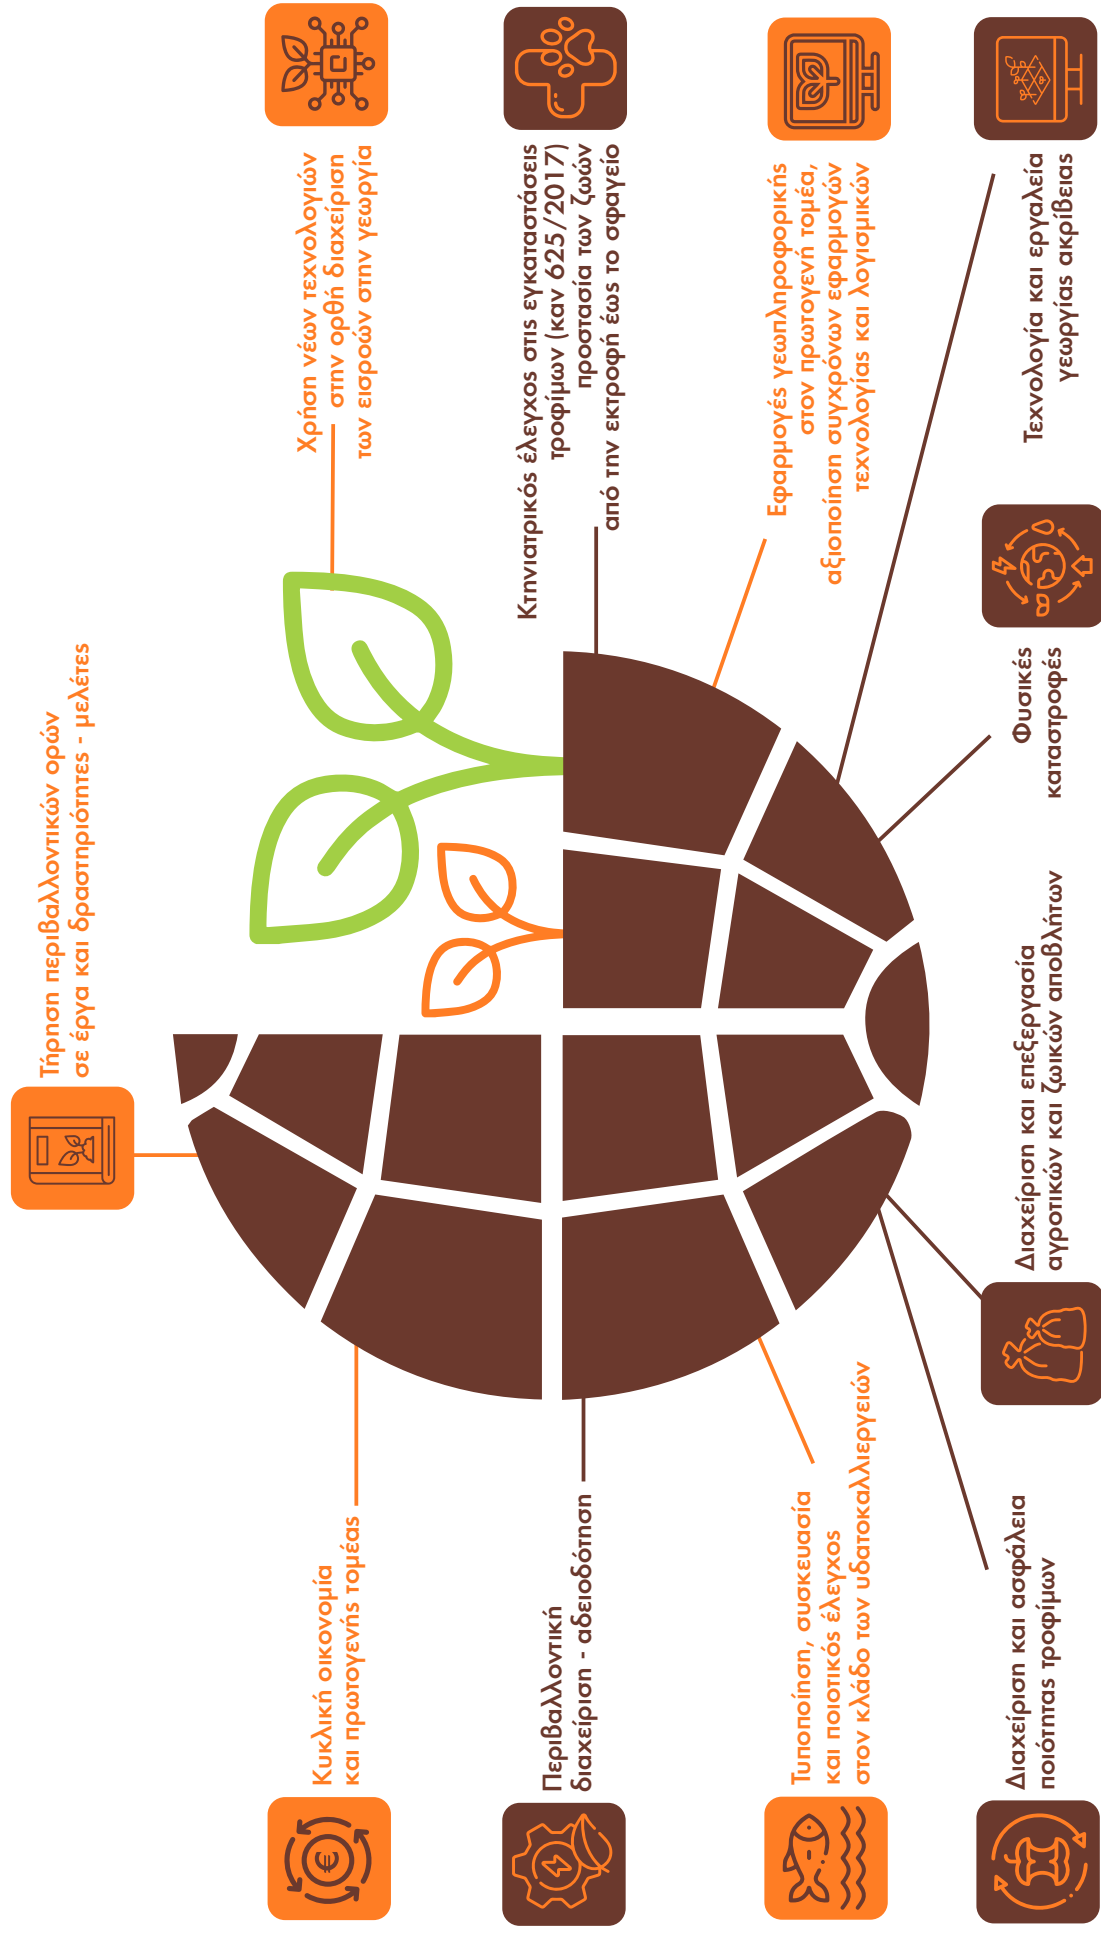 Τήρηση περιβαλλοντικών ορών
σε έργα και δραστηριότητες - μελέτες
Κυκλική οικονομία
και πρωτογενής τομέας
Χρήση νέων τεχνολογιών
στην ορθή διαχείριση
των εισροών στην γεωργία
Περιβαλλοντική
διαχείριση - αδειοδότηση
Κτηνιατρικός έλεγχος στις εγκαταστάσεις
τροφίμων (καν 625/2017)
προστασία των ζωών
από την εκτροφή έως το σφαγείο
Τυποποίηση, συσκευασία
και ποιοτικός έλεγχος
στον κλάδο των υδατοκαλλιεργειών
Εφαρμογές γεωπληροφορικής
στον πρωτογενή τομέα,
αξιοποίηση συγχρόνων εφαρμογών
τεχνολογίας και λογισμικών
Διαχείριση και ασφάλεια
ποιότητας τροφίμων
Διαχείριση και επεξεργασία
αγροτικών και ζωικών αποβλήτων
Φυσικές
καταστροφές
Τεχνολογία και εργαλεία
γεωργίας ακρίβειας